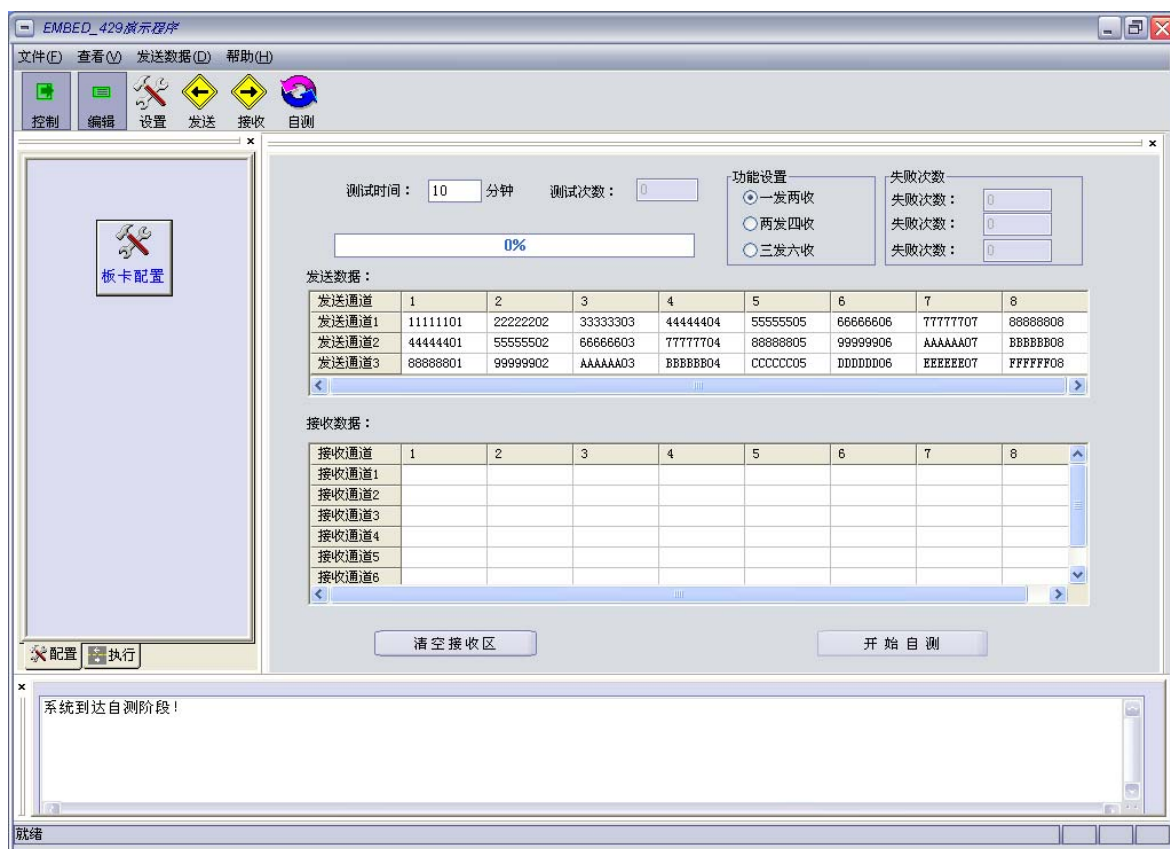 EMBED_429演示程序
文件(F) 查看(V) 发送数据(D) 帮助(H)
控制 编辑 设置 发送 接收 自测
板卡配置
配置 执行
测试时间： 10 分钟 测试次数： 0
0%
功能设置
一发两收
两发四收
三发六收
失败次数
失败次数： 0
失败次数： 0
失败次数： 0
发送数据：
发送通道 1 2 3 4 5 6 7 8
发送通道1 11111101 22222202 33333303 44444404 55555505 66666606 77777707 88888808
发送通道2 44444401 55555502 66666603 77777704 88888805 99999906 AAAAAA07 BBBBBB08
发送通道3 88888801 99999902 AAAAAA03 BBBBBB04 CCCCCC05 DDDDDD06 EEEEEE07 FFFFFF08
接收数据：
接收通道 1 2 3 4 5 6 7 8
接收通道1
接收通道2
接收通道3
接收通道4
接收通道5
接收通道6
清空接收区 开始自测
系统到达自测阶段！
就绪